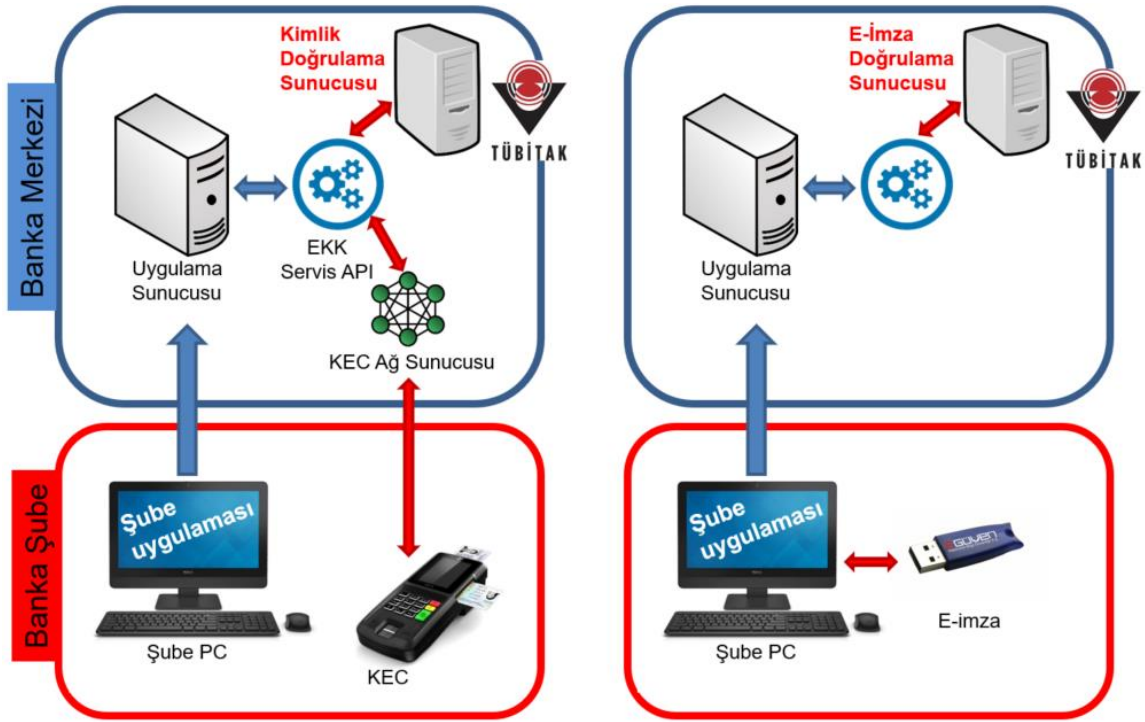 Banka Merkezi
Kimlik
Doğrulama
Sunucusu
TÜBİTAK
Uygulama
Sunucusu
EKK
Servis API
KEC Ağ Sunucusu
E-İmza
Doğrulama
Sunucusu
TÜBİTAK
Uygulama
Sunucusu
Banka Şube
Şube
uygulaması
Şube PC
KEC
Şube
uygulaması
Şube PC
GÜVEN
E-imza